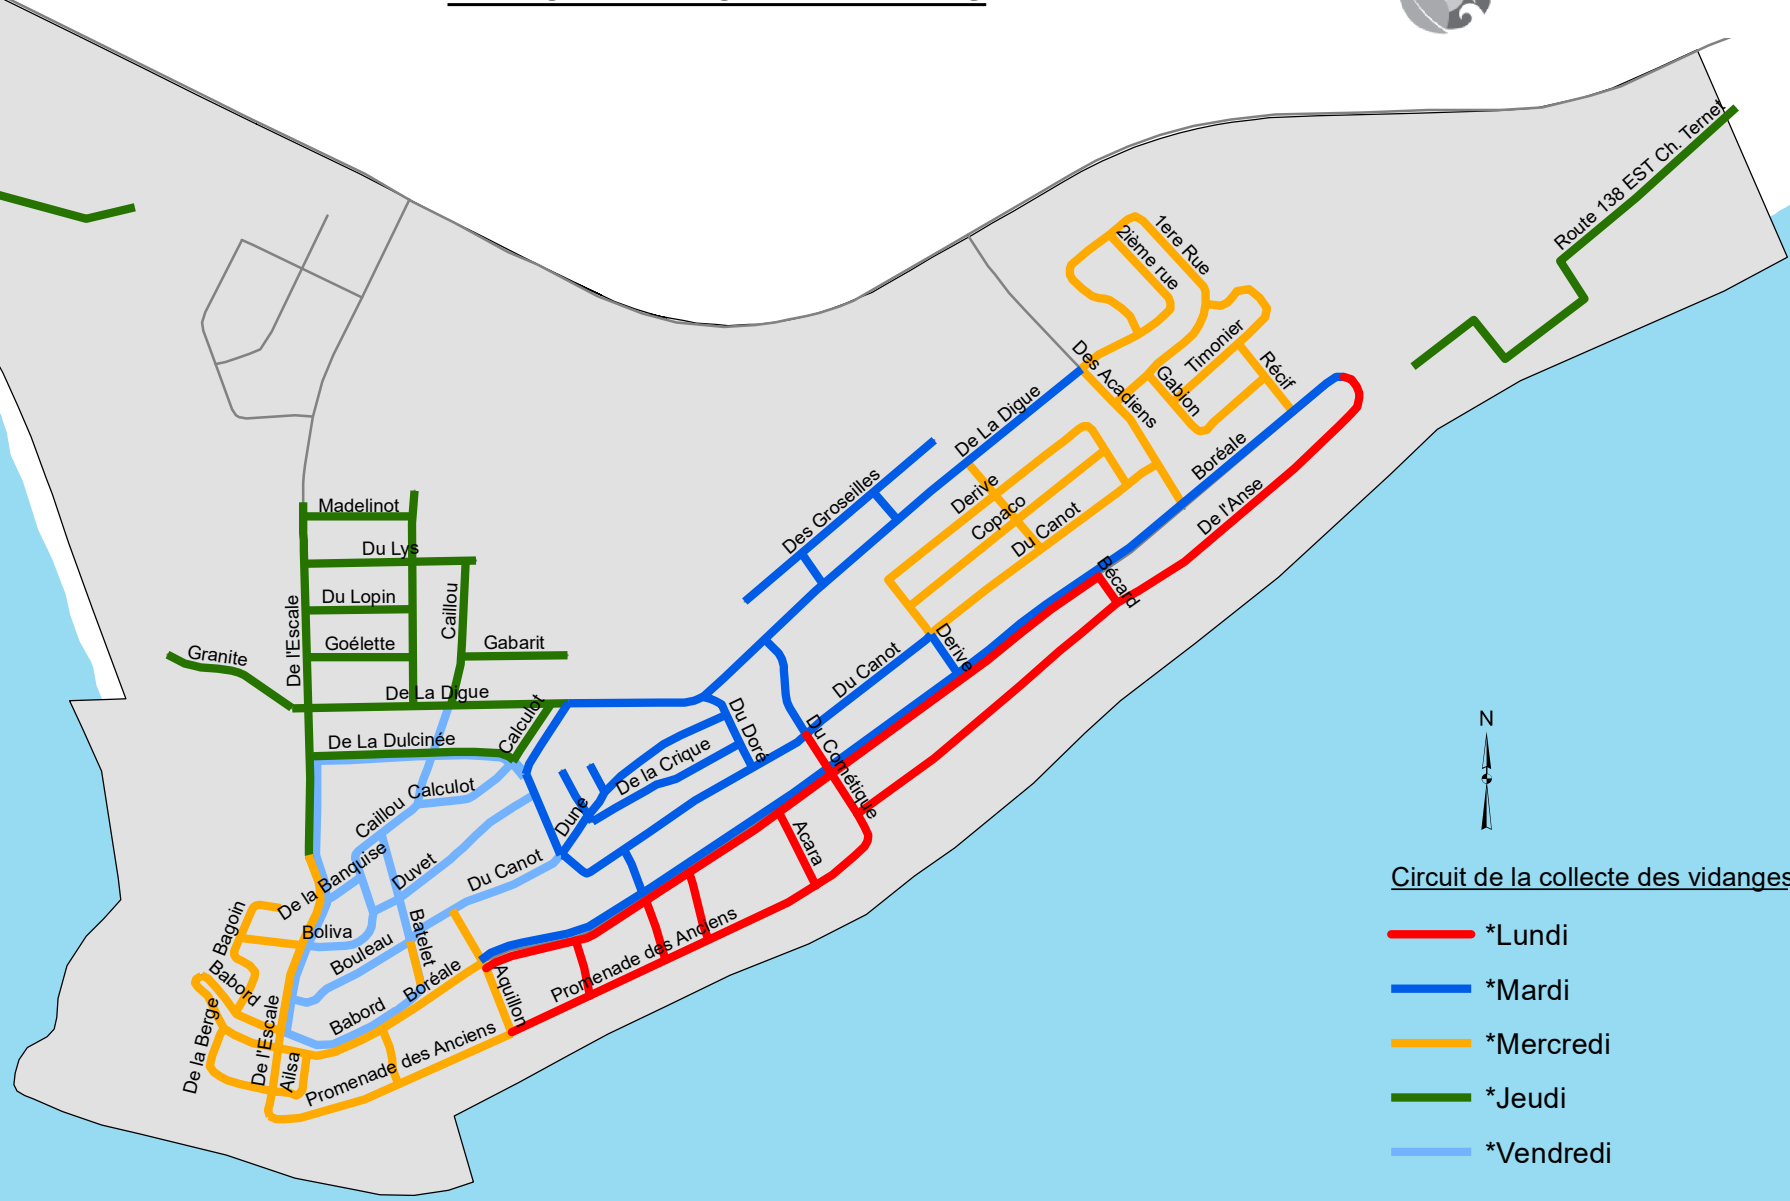 1ere Rue
2ième rue
Route 138 EST Ch. Ternet
Des Acadiens
Timonier
Récif
Gabion
De La Digue
Boréale
Des Groseilles
Derive
Copaco
Du Canot
De l'Anse
Madelinot
Du Lys
Caillou
Du Lopin
De l'Escale
Goélette
Gabarit
Granite
De La Digue
Calculot
De La Dulcinée
Bécard
Derive
Du Canot
Du Dore
Du Cométique
De la Crique
Dune
Acara
Calculot
Caillou
De la Banquise
Duvet
Du Canot
Bagoin
Boliva
Batelet
Bouleau
Babord
Boréale
Aquillon
Promenade des Anciens
Babord
De la Berge
De l'Escale
Ailsa
Promenade des Anciens
N
Circuit de la collecte des vidanges
*Lundi
*Mardi
*Mercredi
*Jeudi
*Vendredi